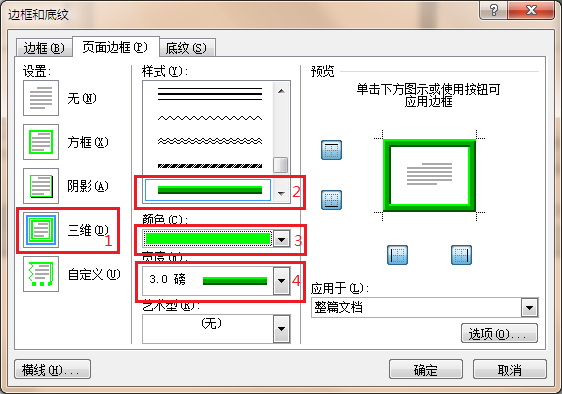 边框和底纹
边框(B)
页面边框(P)
底纹(S)
设置:
无(N)
方框(X)
阴影(A)
三维(D)
1
自定义(U)
样式(Y):
2
颜色(C):
3
宽度(W):
3.0 磅
4
艺术型(R):
(无)
预览
单击下方图示或使用按钮可
应用边框
应用于(L):
整篇文档
选项(O)...
横线(H)...
确定
取消